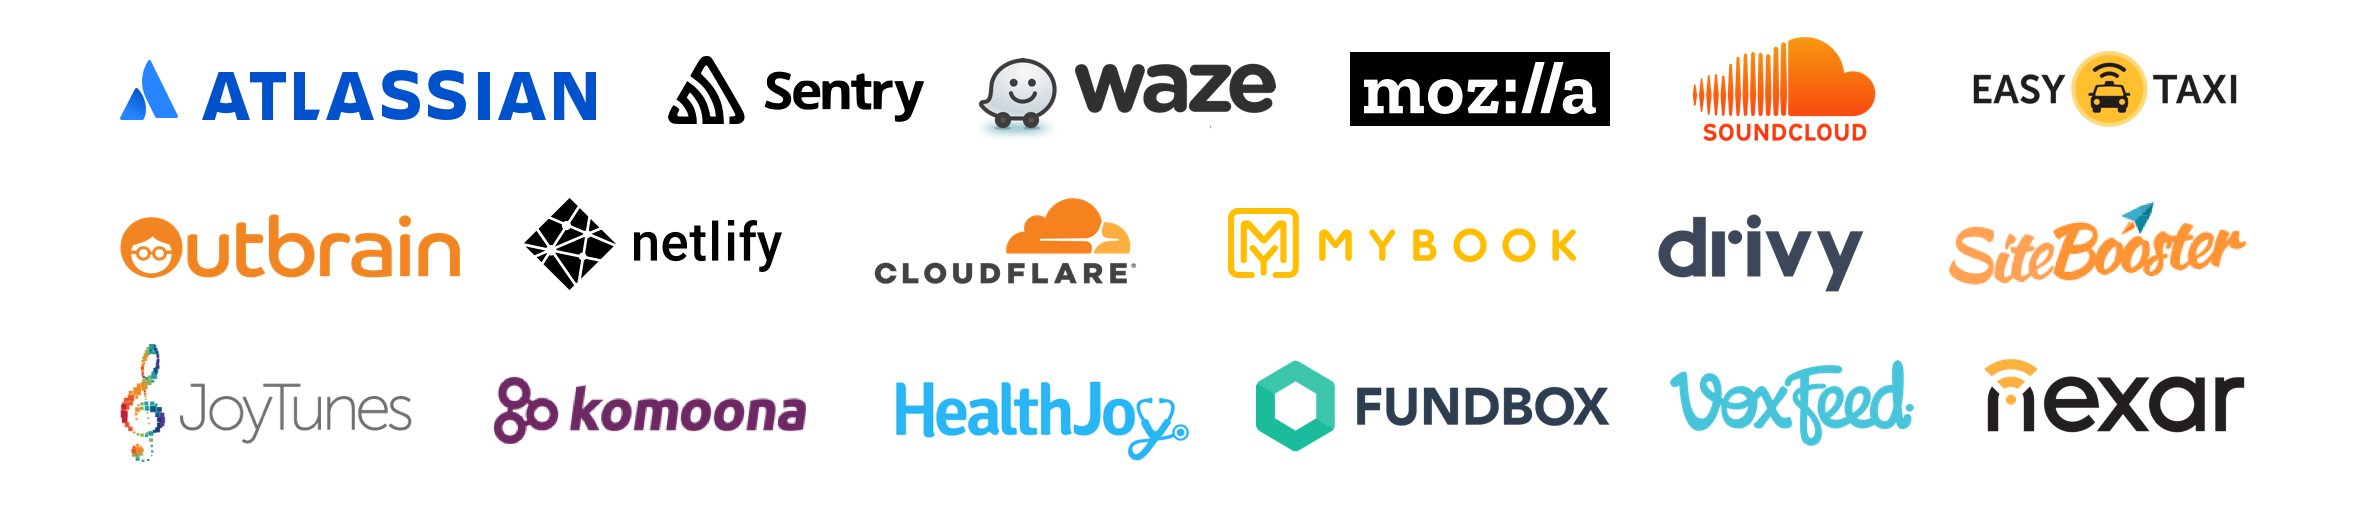 ATLASSIAN Sentry waze moz://a SOUNDCLOUD EASY TAXI
Outbrain netlify CLOUDFLARE® MYBOOK drivy SiteBooster
JoyTunes komoona HealthJoy FUNDBOX VoxFeed nexar